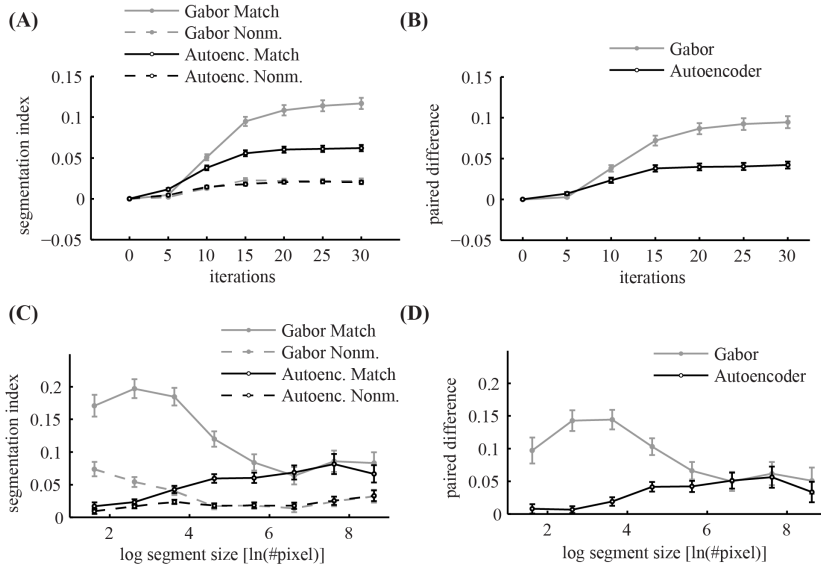 (A)
Gabor Match
Gabor Nonm.
Autoenc. Match
Autoenc. Nonm.
0.15
0.1
0.05
0
−0.05
segmentation index
0 5 10 15 20 25 30
iterations
(B)
Gabor
Autoencoder
0.15
0.1
0.05
0
−0.05
paired difference
0 5 10 15 20 25 30
iterations
(C)
Gabor Match
Gabor Nonm.
Autoenc. Match
Autoenc. Nonm.
0.2
0.15
0.1
0.05
0
segmentation index
2 4 6 8
log segment size [ln(#pixel)]
(D)
Gabor
Autoencoder
0.2
0.15
0.1
0.05
0
paired difference
2 4 6 8
log segment size [ln(#pixel)]